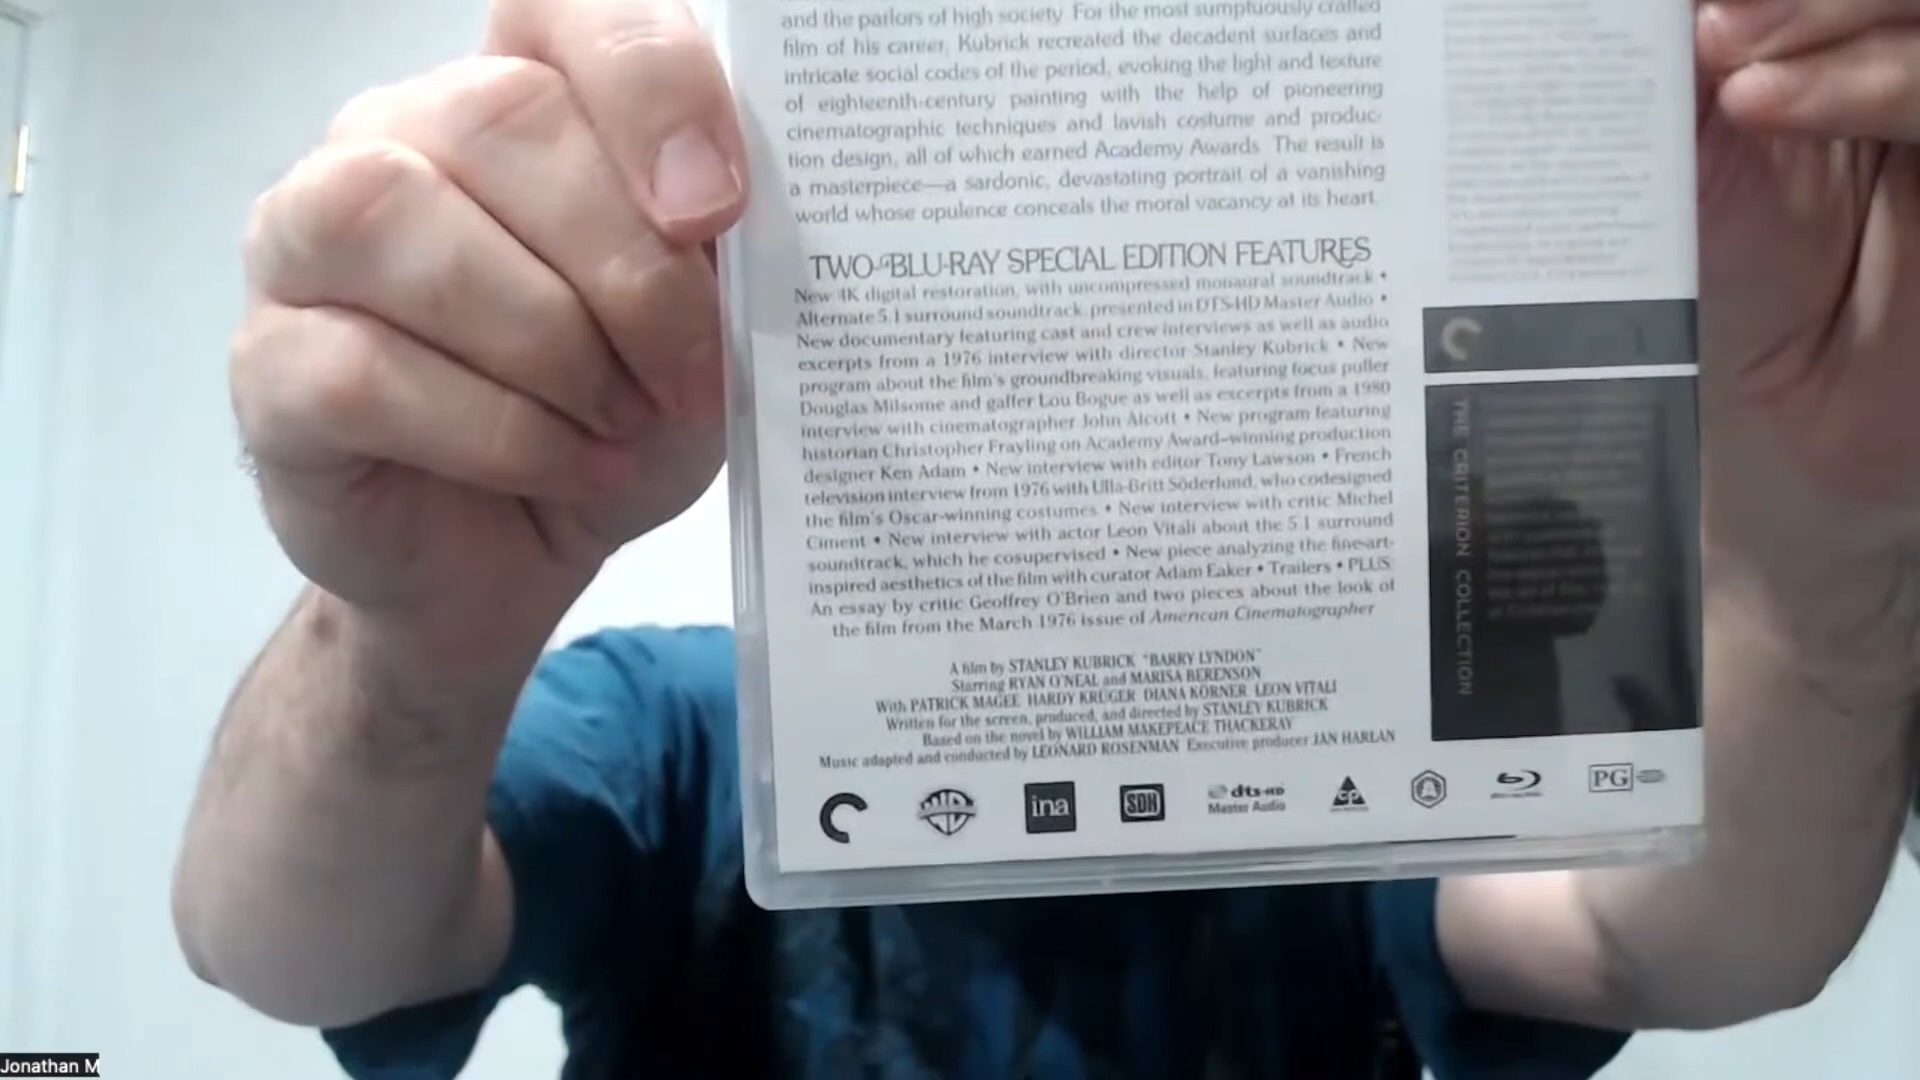 and the parlors of high society. For the most sumptuously crafted
film of his career, Kubrick recreated the decadent surfaces and
intricate social codes of the period, evoking the light and texture
of eighteenth-century painting with the help of pioneering
cinematographic techniques and lavish costume and produc-
tion design, all of which earned Academy Awards. The result is
a masterpiece—a sardonic, devastating portrait of a vanishing
world whose opulence conceals the moral vacancy at its heart.
TWO-BLU-RAY SPECIAL EDITION FEATURES
New 4K digital restoration, with uncompressed monaural soundtrack •
Alternate 5.1 surround soundtrack, presented in DTS-HD Master Audio •
New documentary featuring cast and crew interviews as well as audio
excerpts from a 1976 interview with director Stanley Kubrick • New
program about the film's groundbreaking visuals, featuring focus puller
Douglas Milsome and gaffer Lou Bogue as well as excerpts from a 1980
interview with cinematographer John Alcott • New program featuring
historian Christopher Frayling on Academy Award–winning production
designer Ken Adam • New interview with editor Tony Lawson • French
television interview from 1976 with Ulla-Britt Söderlund, who codesigned
the film's Oscar-winning costumes • New interview with critic Michel
Ciment • New interview with actor Leon Vitali about the 5.1 surround
soundtrack, which he cosupervised • New piece analyzing the fine-art-
inspired aesthetics of the film with curator Adam Eaker • Trailers • PLUS:
An essay by critic Geoffrey O'Brien and two pieces about the look of
the film from the March 1976 issue of American Cinematographer
A film by STANLEY KUBRICK "BARRY LYNDON"
Starring RYAN O'NEAL and MARISA BERENSON
With PATRICK MAGEE HARDY KRÜGER DIANA KÖRNER LEON VITALI
Written for the screen, produced, and directed by STANLEY KUBRICK
Based on the novel by WILLIAM MAKEPEACE THACKERAY
Music adapted and conducted by LEONARD ROSENMAN Executive producer JAN HARLAN
ina
SDH
dts-HD
Master Audio
cp
A
PG
THE CRITERION COLLECTION
Jonathan M